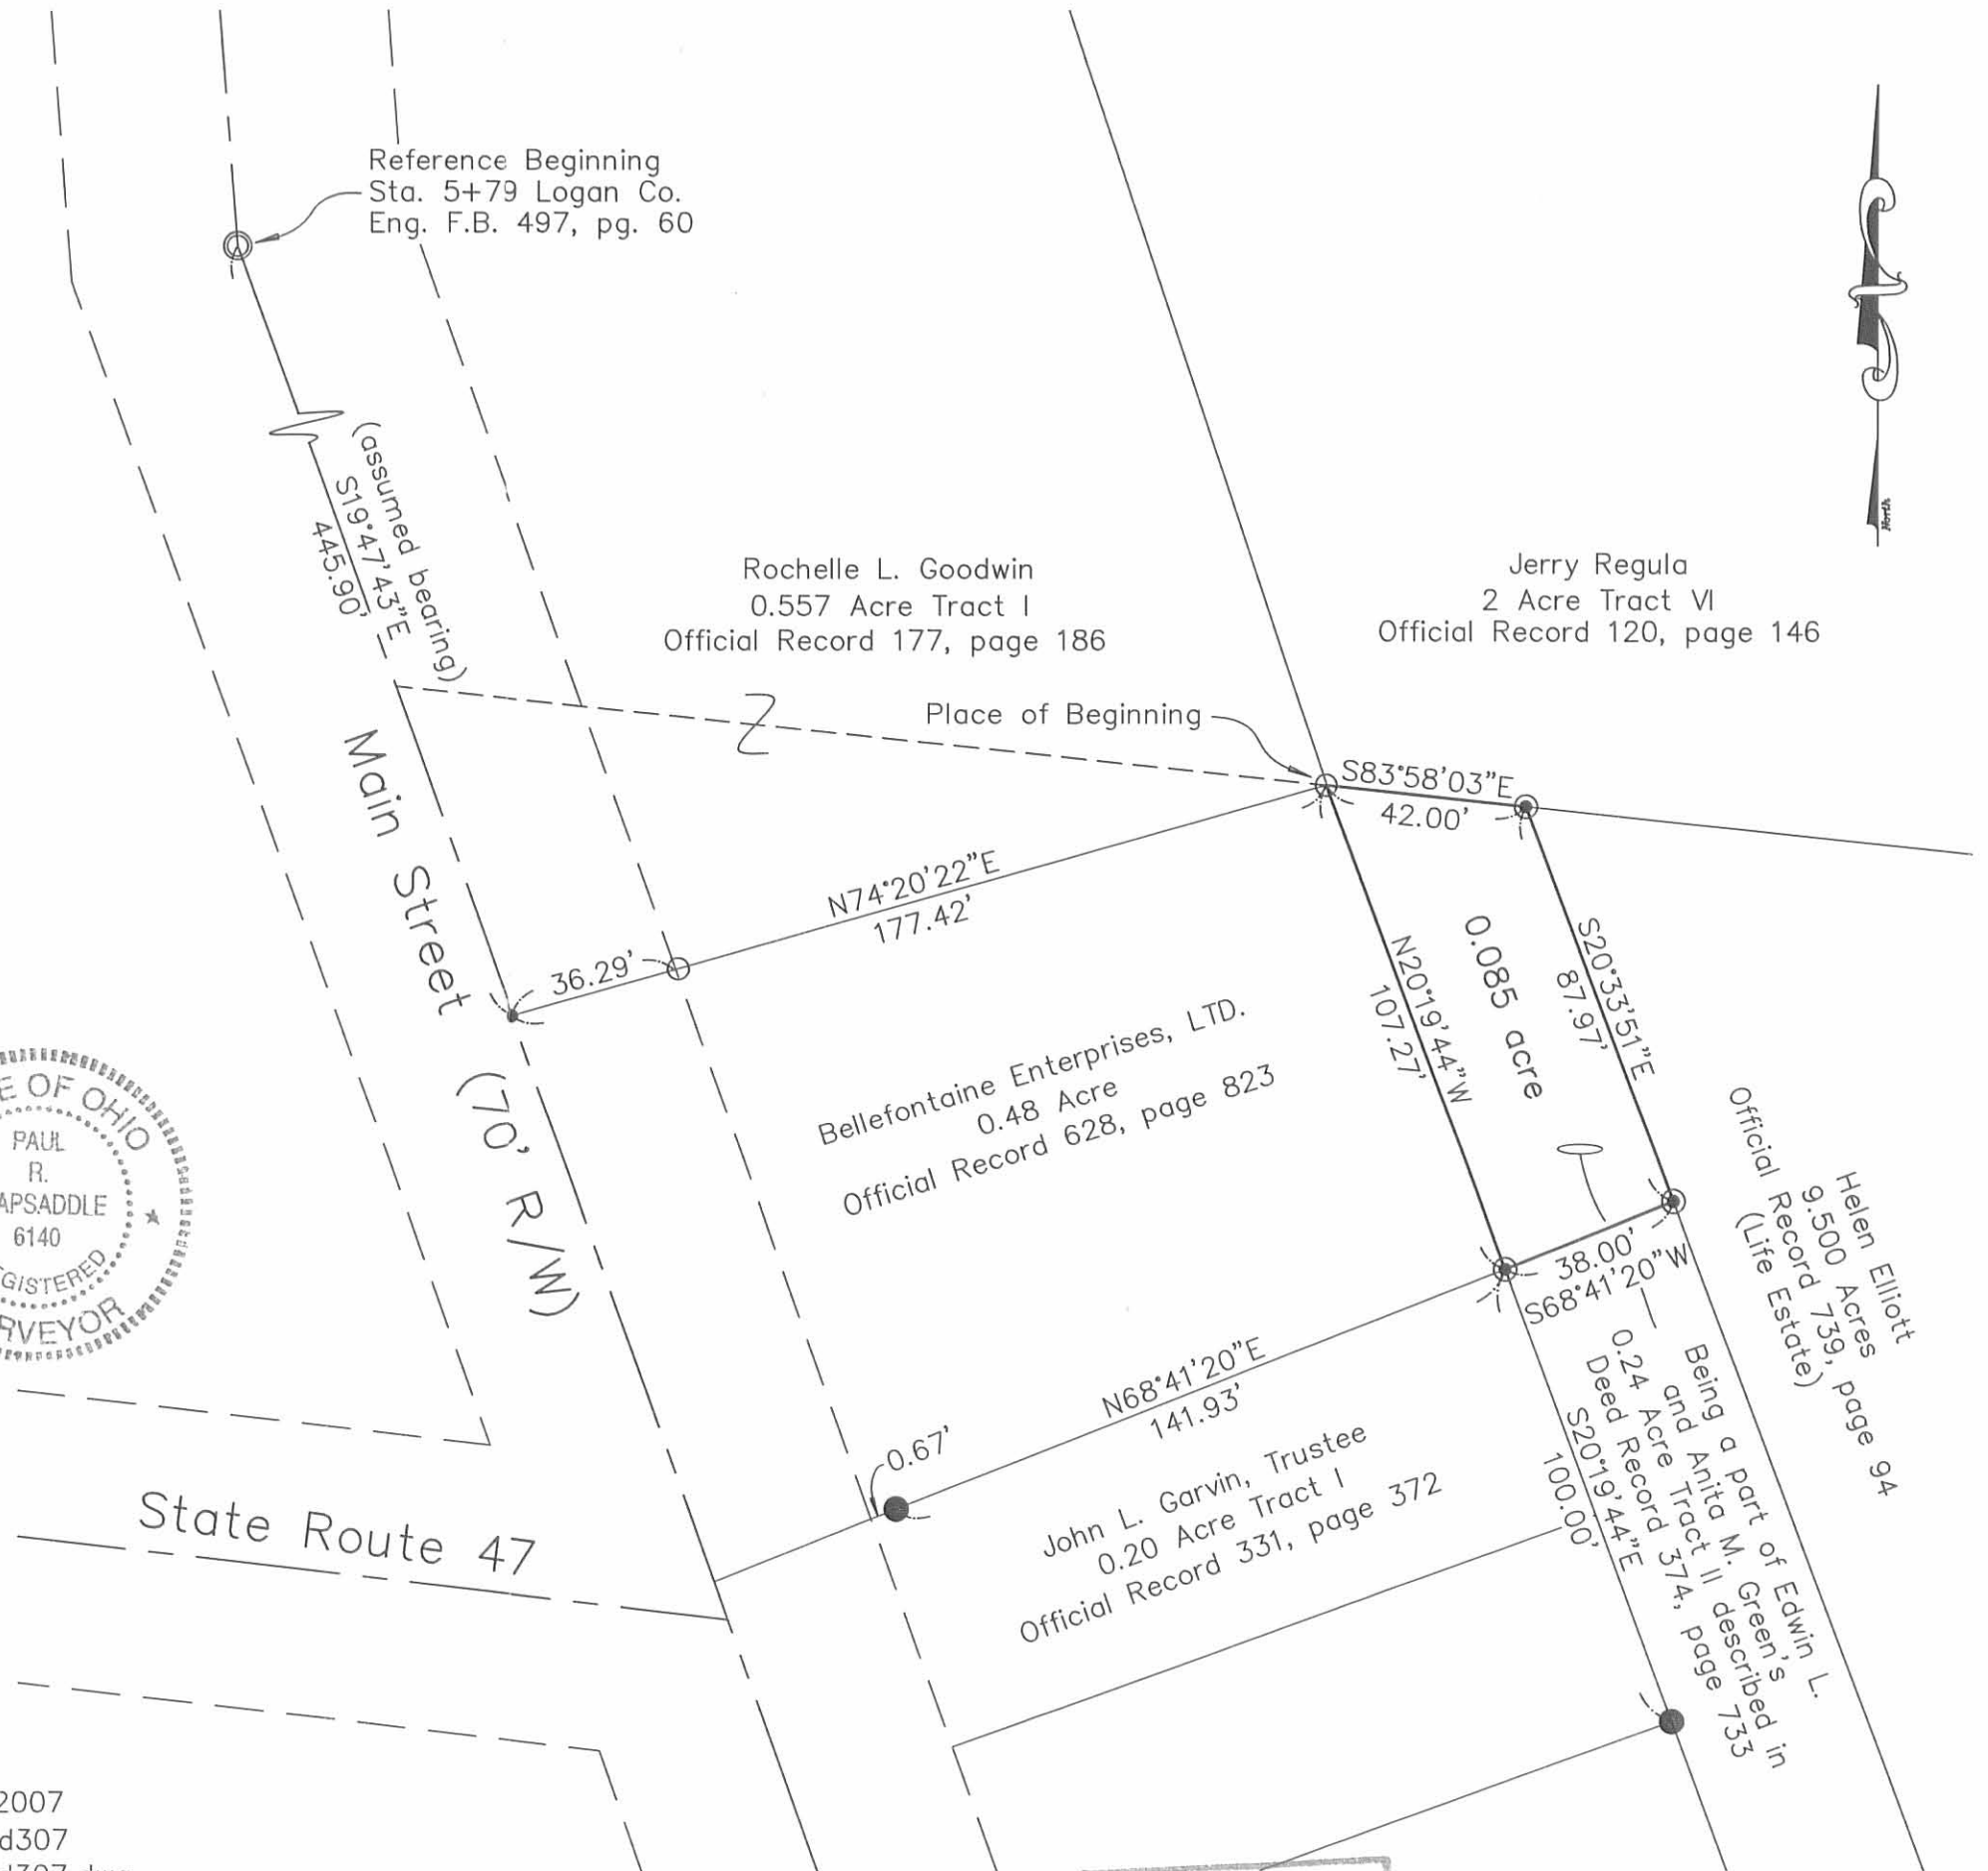 Reference Beginning
Sta. 5+79 Logan Co.
Eng. F.B. 497, pg. 60
(assumed bearing)
S19°47'43"E
445.90'
Rochelle L. Goodwin
0.557 Acre Tract I
Official Record 177, page 186
Jerry Regula
2 Acre Tract VI
Official Record 120, page 146
North
Place of Beginning
S83°58'03"E
42.00'
Main Street (70' R/W)
N74°20'22"E
177.42'
36.29'
Bellefontaine Enterprises, LTD.
0.48 Acre
Official Record 628, page 823
N20°19'44"W
107.27'
0.085 acre
S20°33'51"E
87.97'
38.00'
S68°41'20"W
Helen Elliott
9.500 Acres
Official Record 739, page 94
(Life Estate)
Being a part of Edwin L.
and Anita M. Green's
0.24 Acre Tract II described in
Deed Record 374, page 733
S20°19'44"E
100.00'
N68°41'20"E
141.93'
0.67'
John L. Garvin, Trustee
0.20 Acre Tract I
Official Record 331, page 372
State Route 47
E OF OHIO
PAUL
R.
APSADDLE
6140
GISTERED
RVEYOR
2007
d307